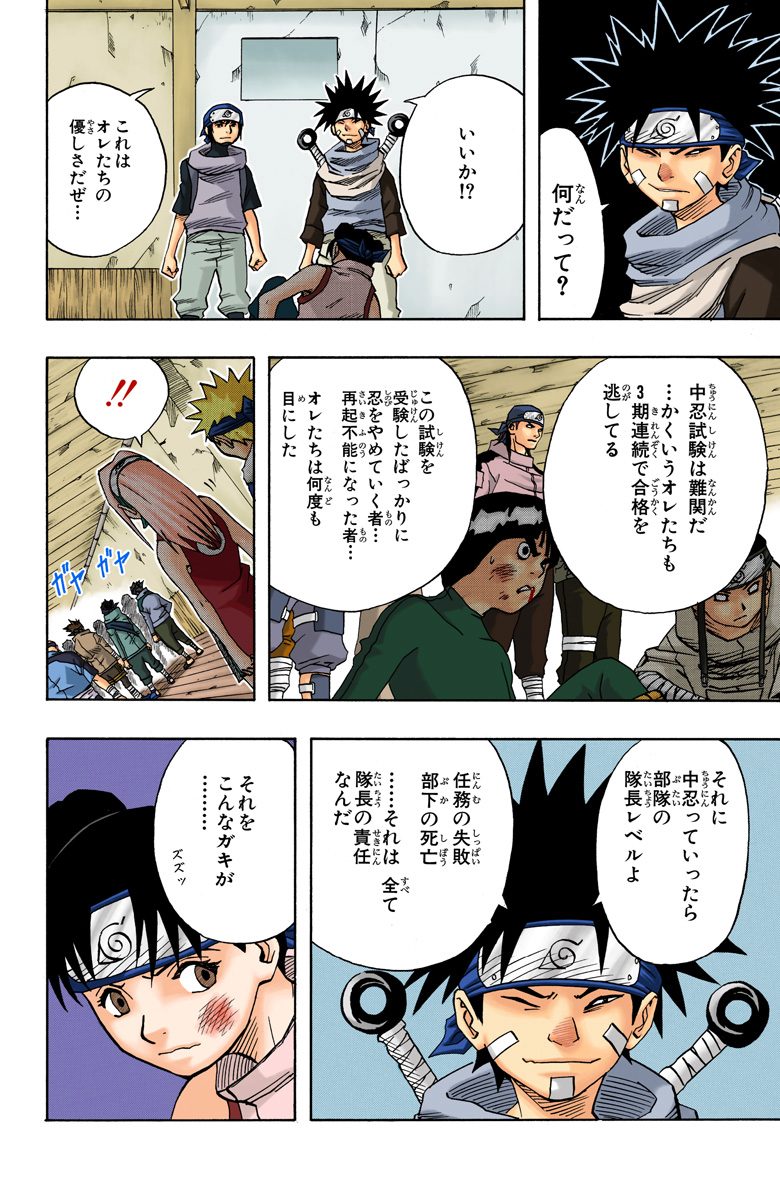 何だって?
いいか!?
これは
オレたちの
優しさだぜ…
中忍試験は難関だ
…かくいうオレたちも
3期連続で合格を
逃してる
この試験を
受験したばっかりに
忍をやめていく者…
再起不能になった者…
オレたちは何度も
目にした
!!
ガヤ
ガヤ
それに
中忍っていったら
部隊の
隊長レベルよ
任務の失敗
部下の死亡
……それは全て
隊長の責任
なんだ
それを
こんなガキが
………
ズズッ